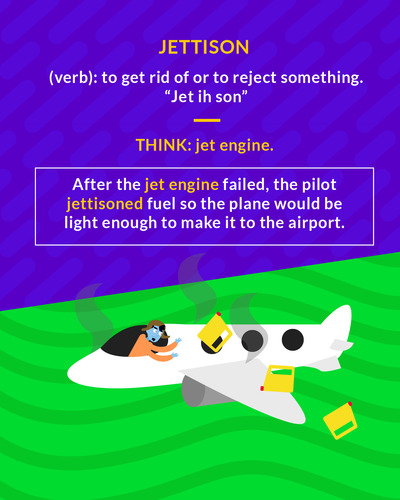 JETTISON
(verb): to get rid of or to reject something.
“Jet ih son”
THINK: jet engine.
After the jet engine failed, the pilot
jettisoned fuel so the plane would be
light enough to make it to the airport.